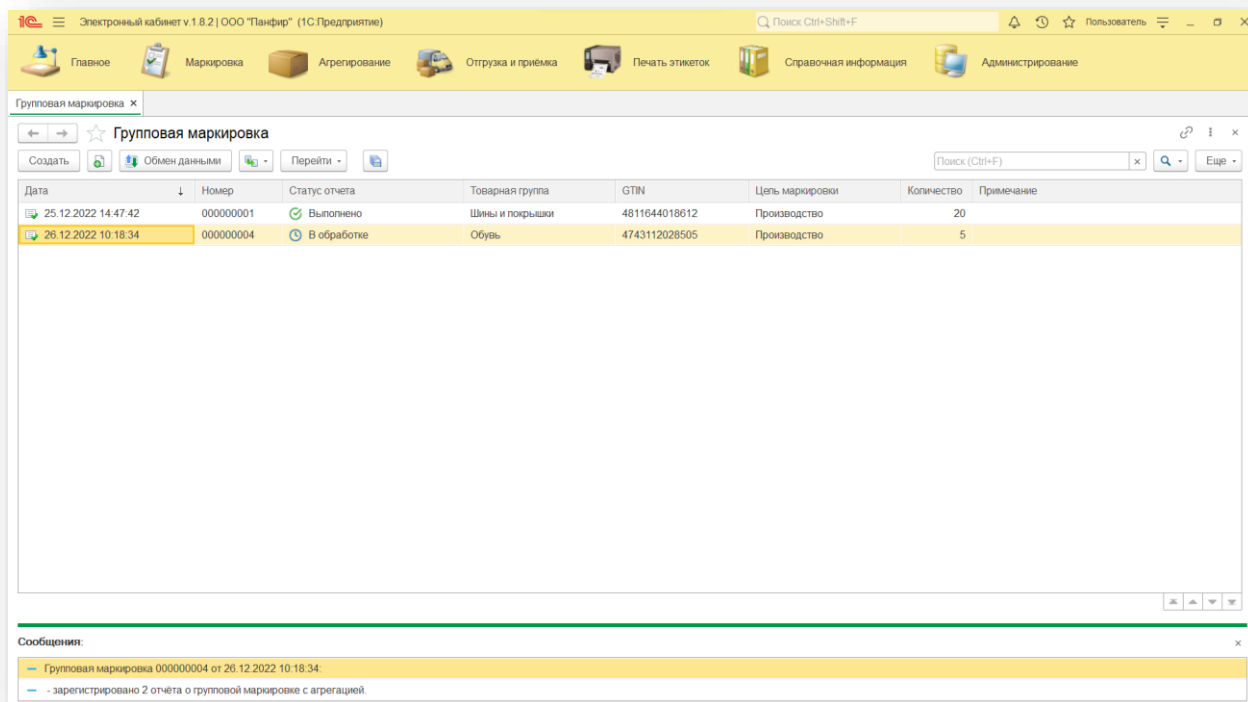 1С Электронный кабинет v.1.8.2 | ООО "Панфир" (1С:Предприятие) Поиск Ctrl+Shift+F Пользователь
Главное Маркировка Агрегирование Отгрузка и приёмка Печать этикеток Справочная информация Администрирование
Групповая маркировка ×
Групповая маркировка
Создать Обмен данными Перейти Поиск (Ctrl+F) × Еще
Дата ↓ Номер Статус отчета Товарная группа GTIN Цель маркировки Количество Примечание
25.12.2022 14:47:42 000000001 Выполнено Шины и покрышки 4811644018612 Производство 20
26.12.2022 10:18:34 000000004 В обработке Обувь 4743112028505 Производство 5
Сообщения:
Групповая маркировка 000000004 от 26.12.2022 10:18:34:
- зарегистрировано 2 отчёта о групповой маркировке с агрегацией.